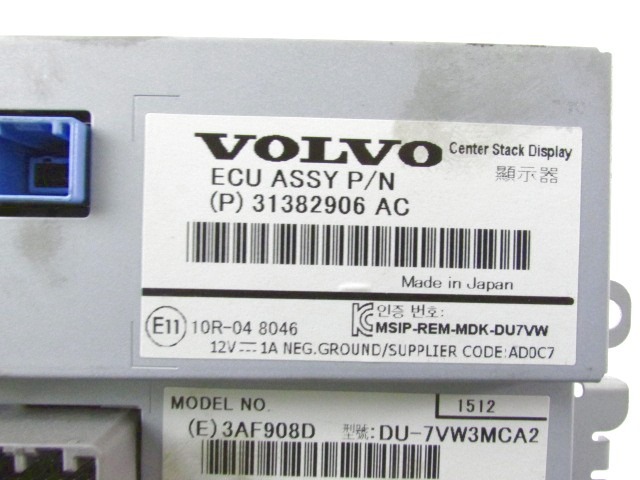 VOLVO Center Stack Display
ECU ASSY P/N 顯示器
(P) 31382906 AC
Made in Japan
E11 10R-04 8046 인증 번호:
MSIP-REM-MDK-DU7VW
12V⎓1A NEG.GROUND/SUPPLIER CODE:AD0C7
MODEL NO. 1512
(E)3AF908D 型號:DU-7VW3MCA2